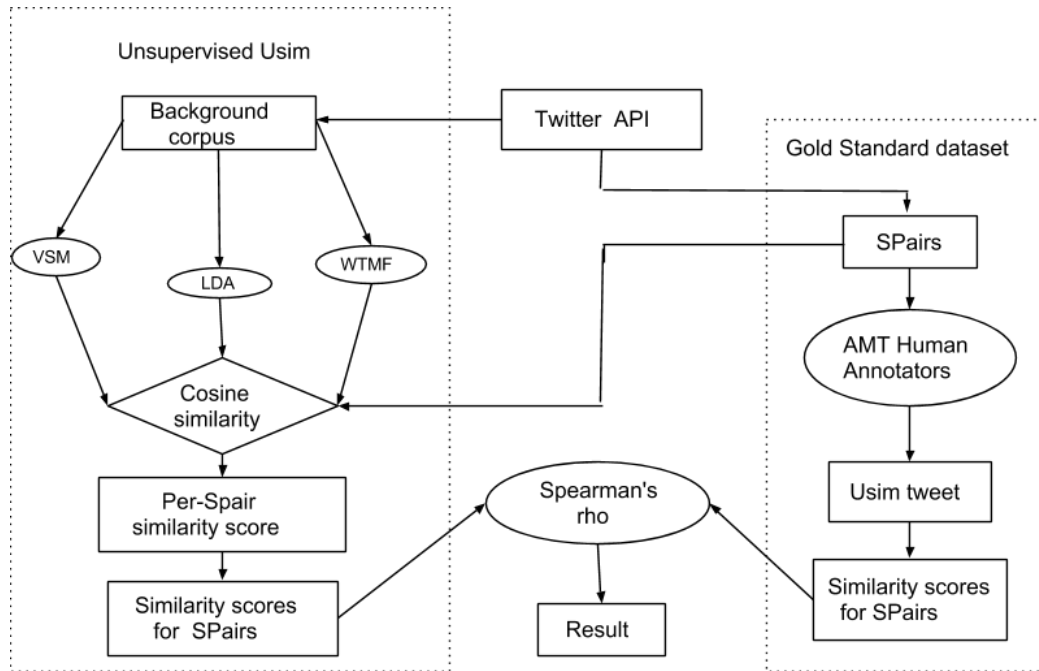 Unsupervised Usim
Background
corpus
Twitter API
Gold Standard dataset
VSM
LDA
WTMF
SPairs
AMT Human
Annotators
Cosine
similarity
Per-Spair
similarity score
Spearman's
rho
Usim tweet
Similarity scores
for SPairs
Result
Similarity scores
for SPairs